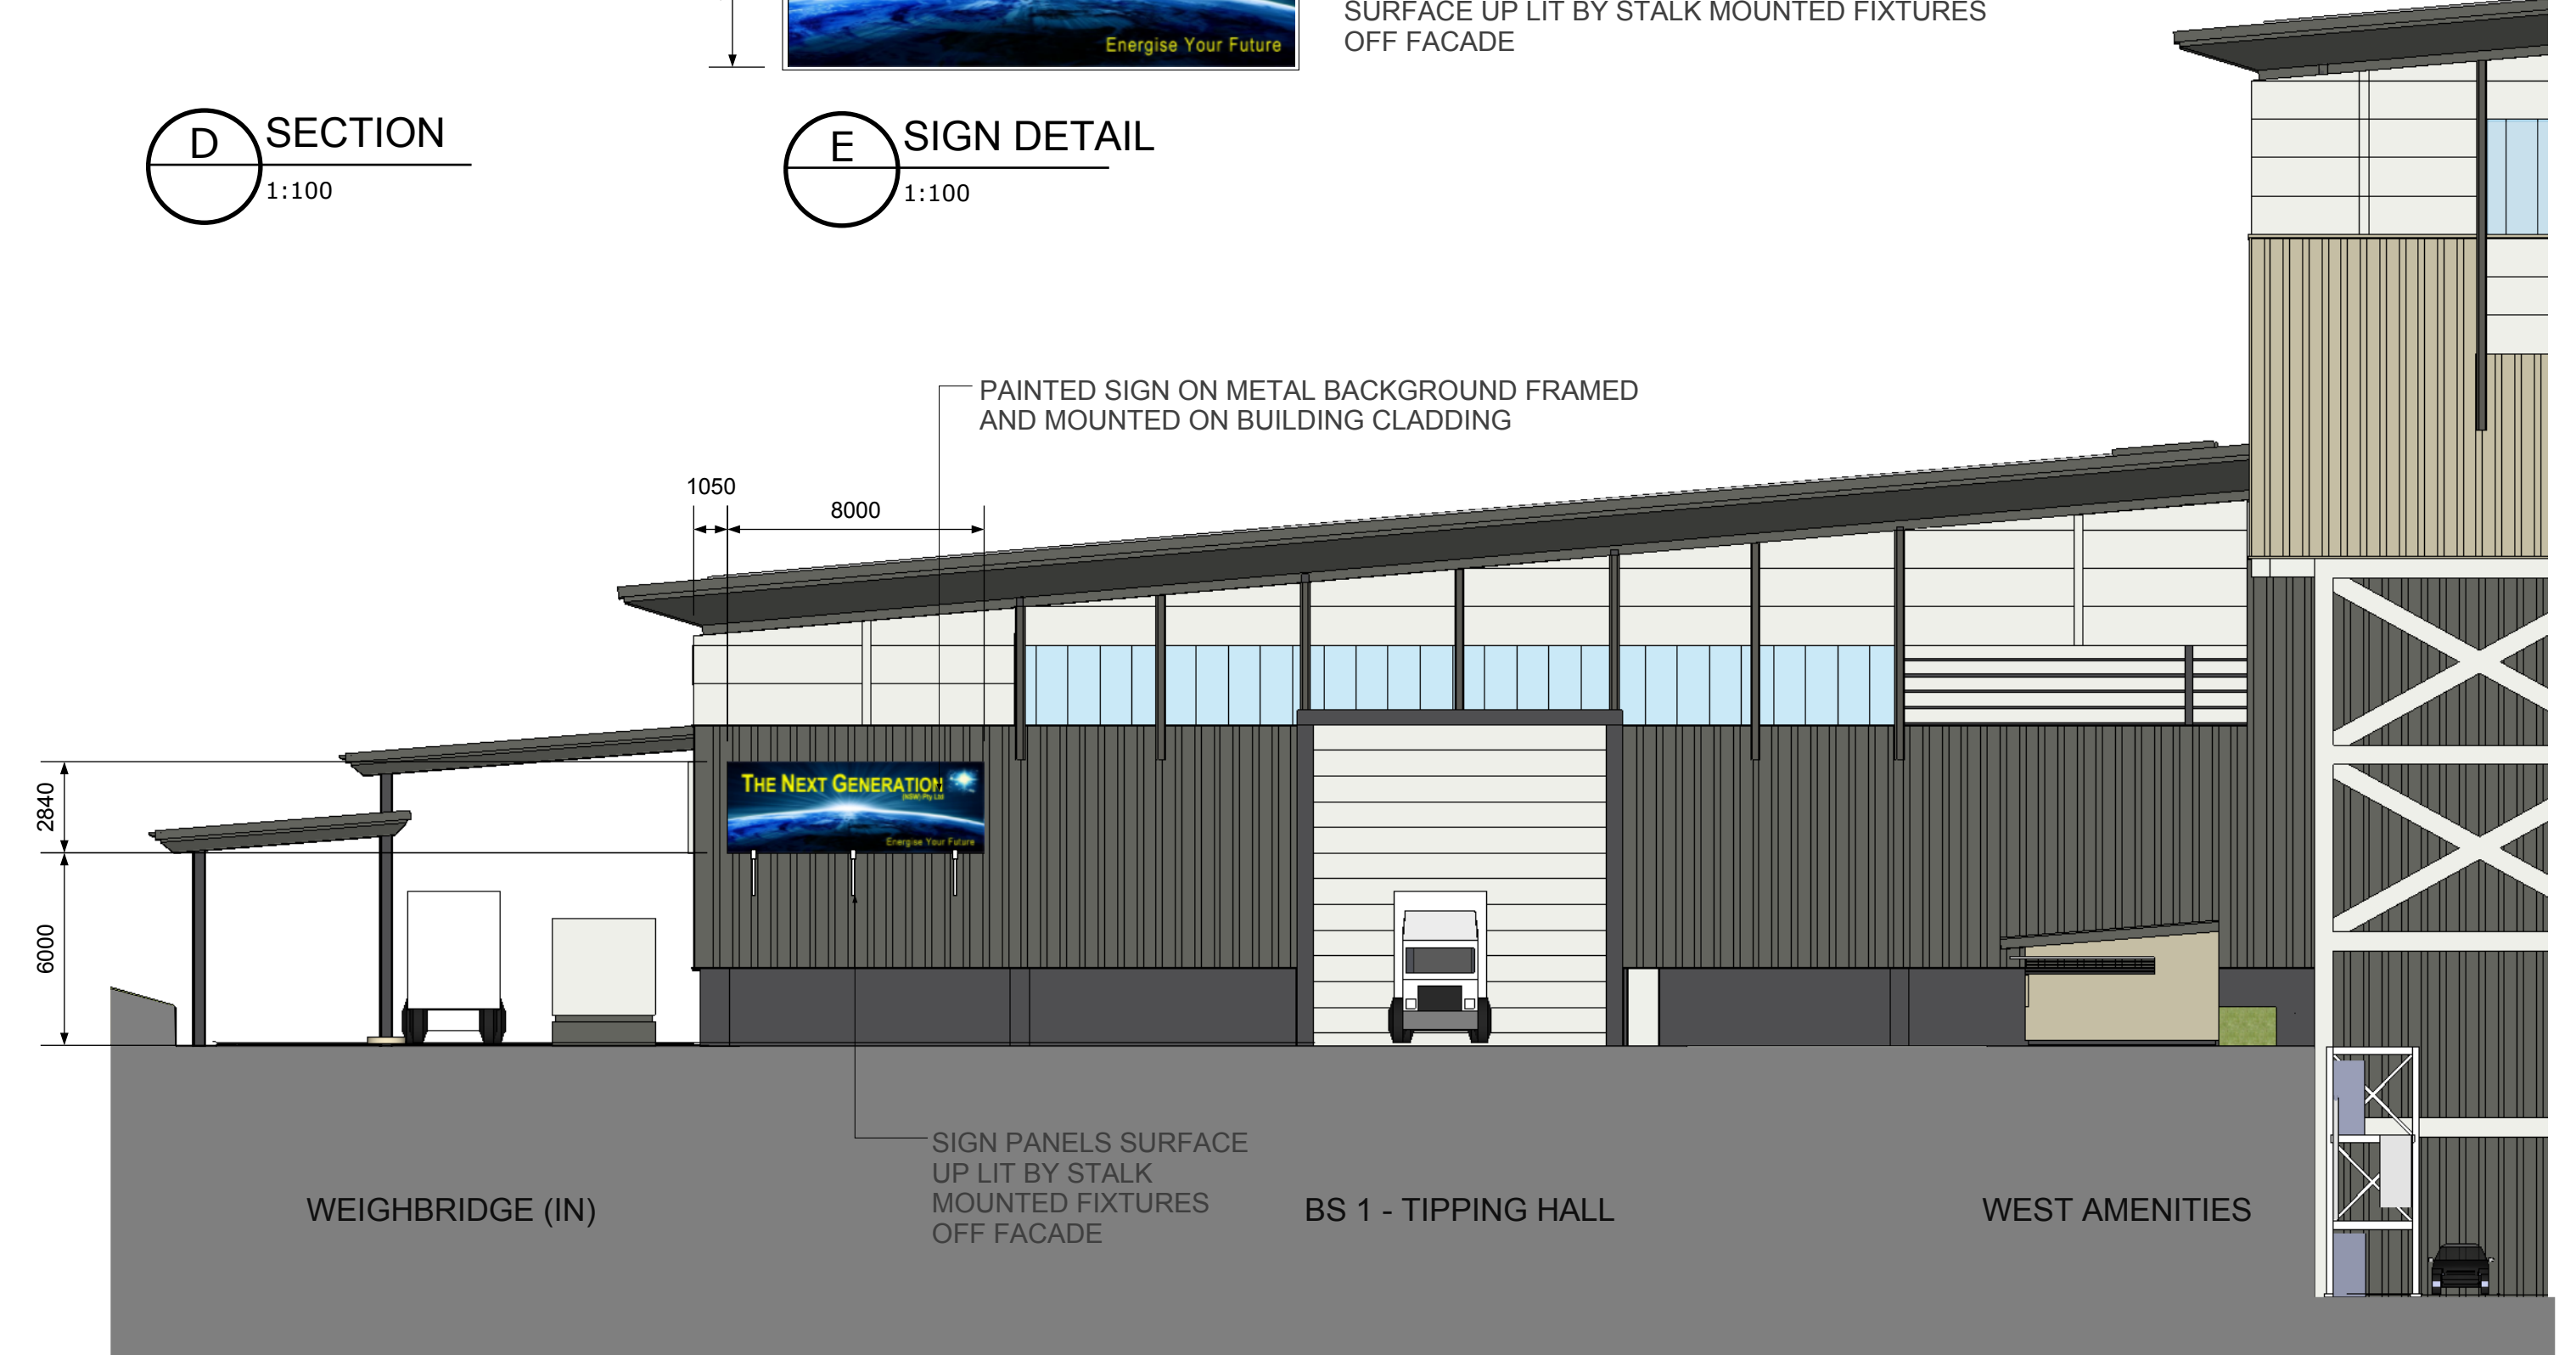 SURFACE UP LIT BY STALK MOUNTED FIXTURES
OFF FACADE
Energise Your Future
D
SECTION
1:100
E
SIGN DETAIL
1:100
PAINTED SIGN ON METAL BACKGROUND FRAMED
AND MOUNTED ON BUILDING CLADDING
1050
8000
2840
6000
THE NEXT GENERATION
(NSW) Pty Ltd
Energise Your Future
SIGN PANELS SURFACE
UP LIT BY STALK
MOUNTED FIXTURES
OFF FACADE
WEIGHBRIDGE (IN)
BS 1 - TIPPING HALL
WEST AMENITIES